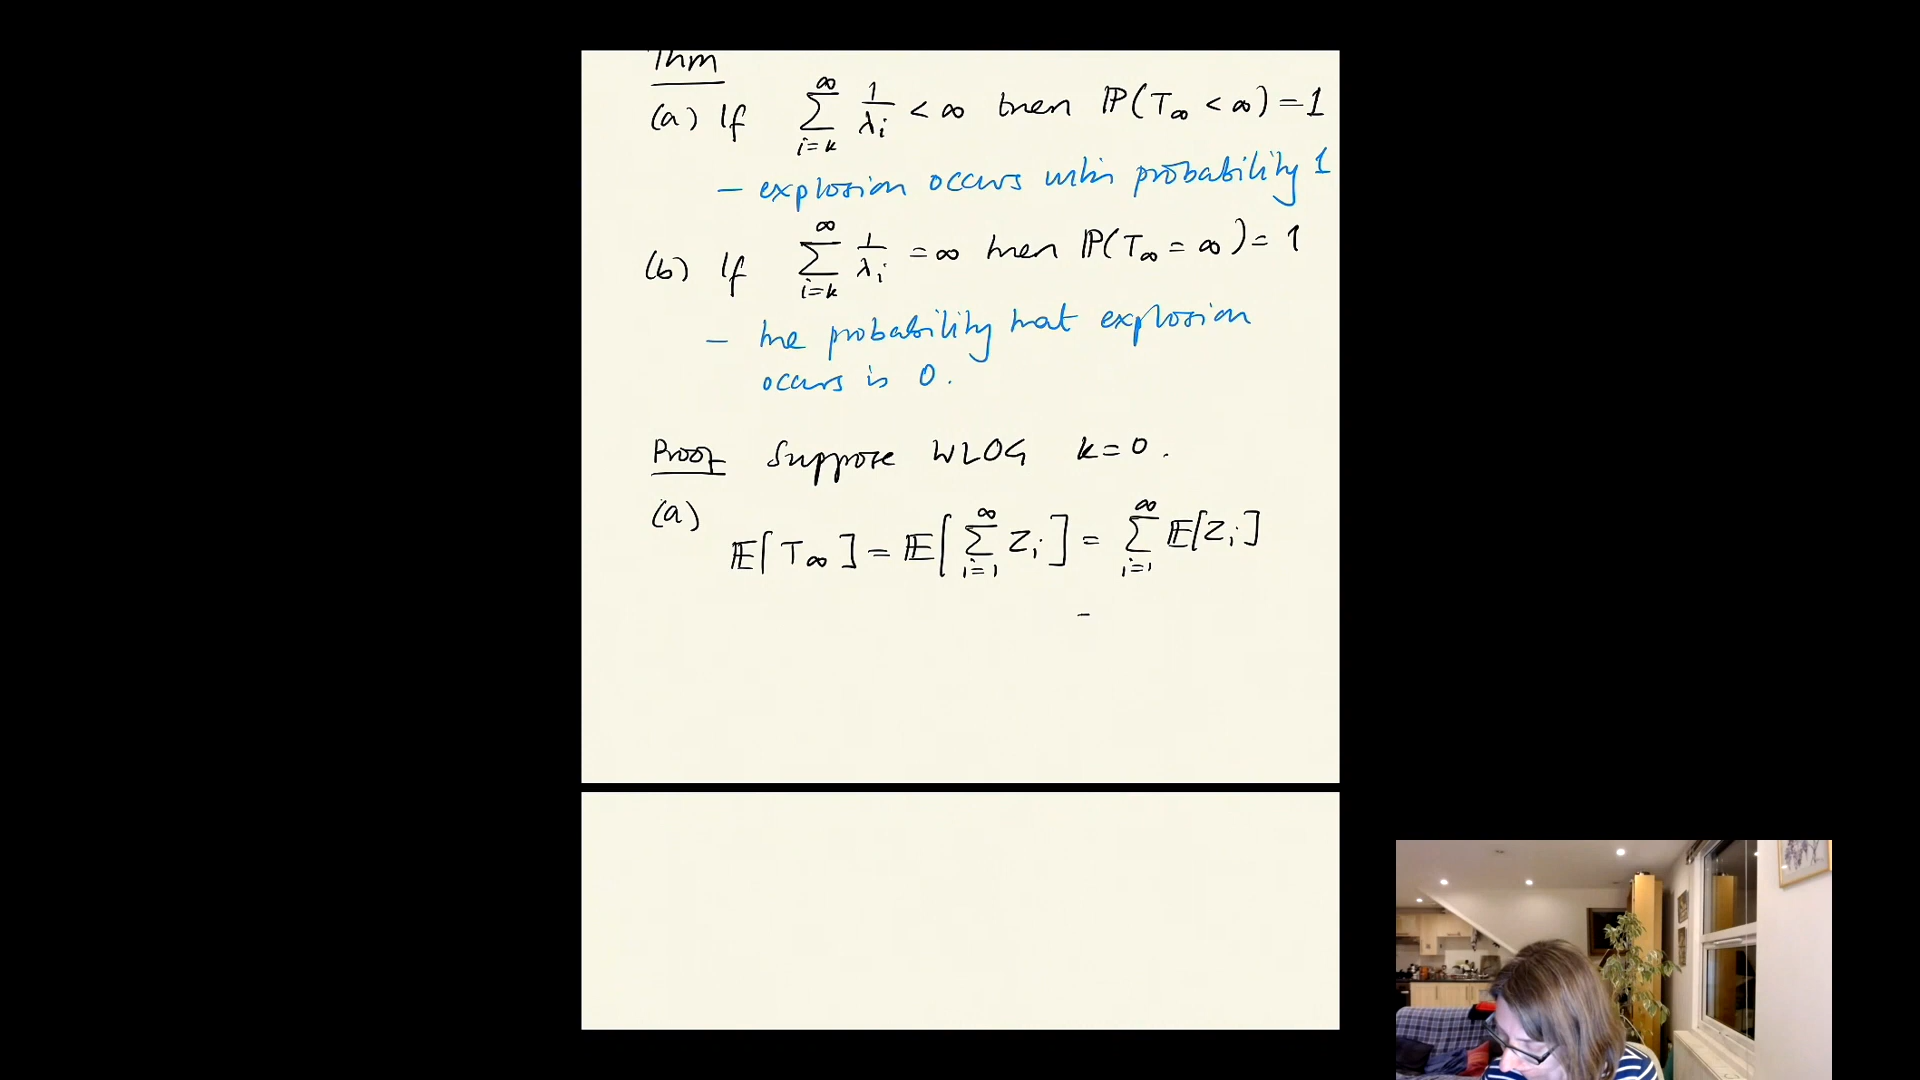 Thm
(a) If ∑_{i=k}^{∞} 1/λ_i < ∞ then ℙ(T_∞ < ∞) = 1
– explosion occurs with probability 1
(b) If ∑_{i=k}^{∞} 1/λ_i = ∞ then ℙ(T_∞ = ∞) = 1
– the probability that explosion
occurs is 0.
Proof Suppose WLOG k = 0.
(a)
𝔼[T_∞] = 𝔼[∑_{i=1}^{∞} Z_i] = ∑_{i=1}^{∞} 𝔼[Z_i]
–